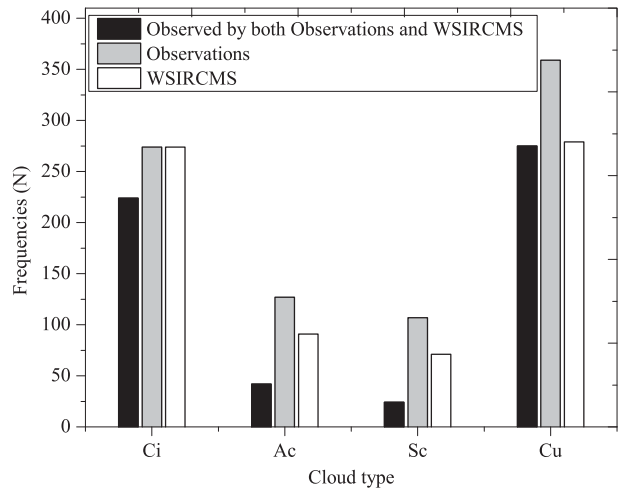 Observed by both Observations and WSIRCMS
Observations
WSIRCMS
400
350
300
250
200
150
100
50
0
Frequencies (N)
Ci Ac Sc Cu
Cloud type